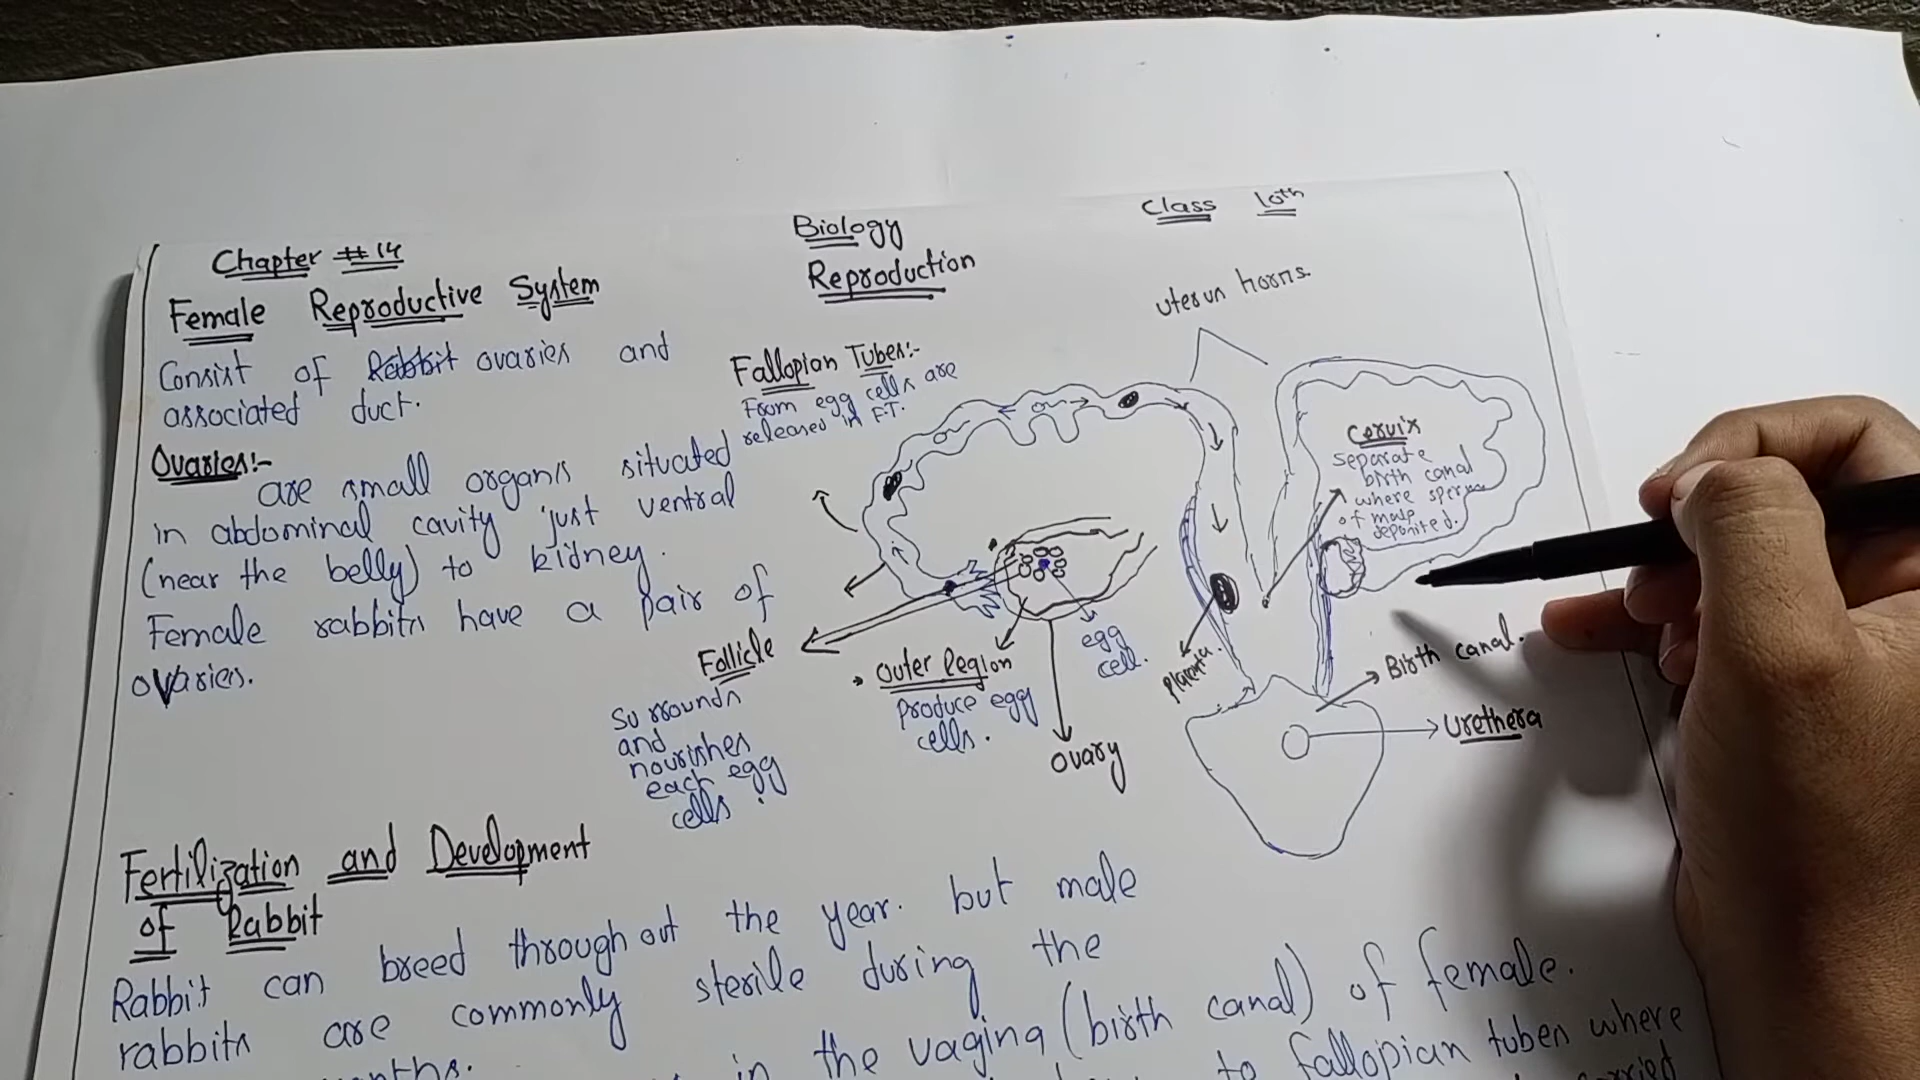 Chapter #14
Biology
Class 10th
Female Reproductive System
Reproduction
Consist of Rabbit ovaries and
associated duct.
Ovaries:-
are small organs situated
in abdominal cavity just ventral
(near the belly) to kidney.
Female rabbits have a pair of
ovaries.
Fallopian Tubes:-
From egg cells are
released in F.T.
uterun horns.
Cervix
separate
birth canal
where sperm
of male
deposited.
Follicle
surrounds
and
nourishes
each egg
cells.
Outer Region
produce egg
cells.
egg
cell.
Ovary
Placenta.
Birth canal.
Urethera
Fertilization and Development
of Rabbit
Rabbit can breed throughout the year. but male
rabbits are commonly sterile during the
in the vaging (birth canal) of female.
to fallopian tubes where